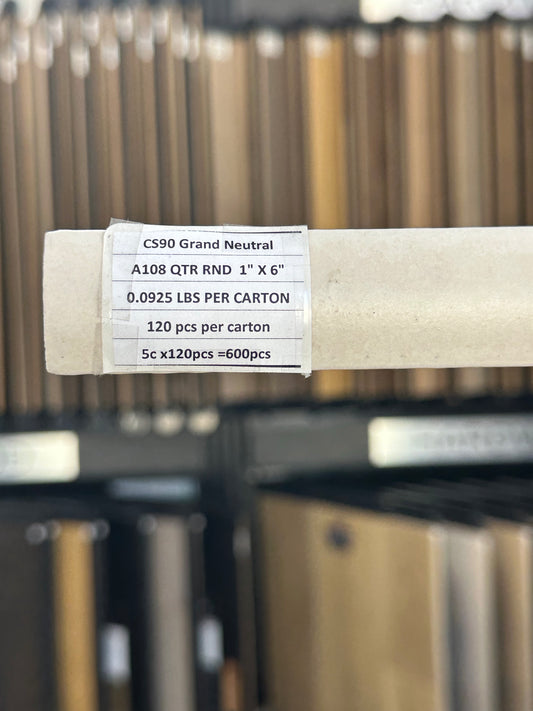 CS90 Grand Neutral
A108 QTR RND 1" X 6"
0.0925 LBS PER CARTON
120 pcs per carton
5c x120pcs =600pcs